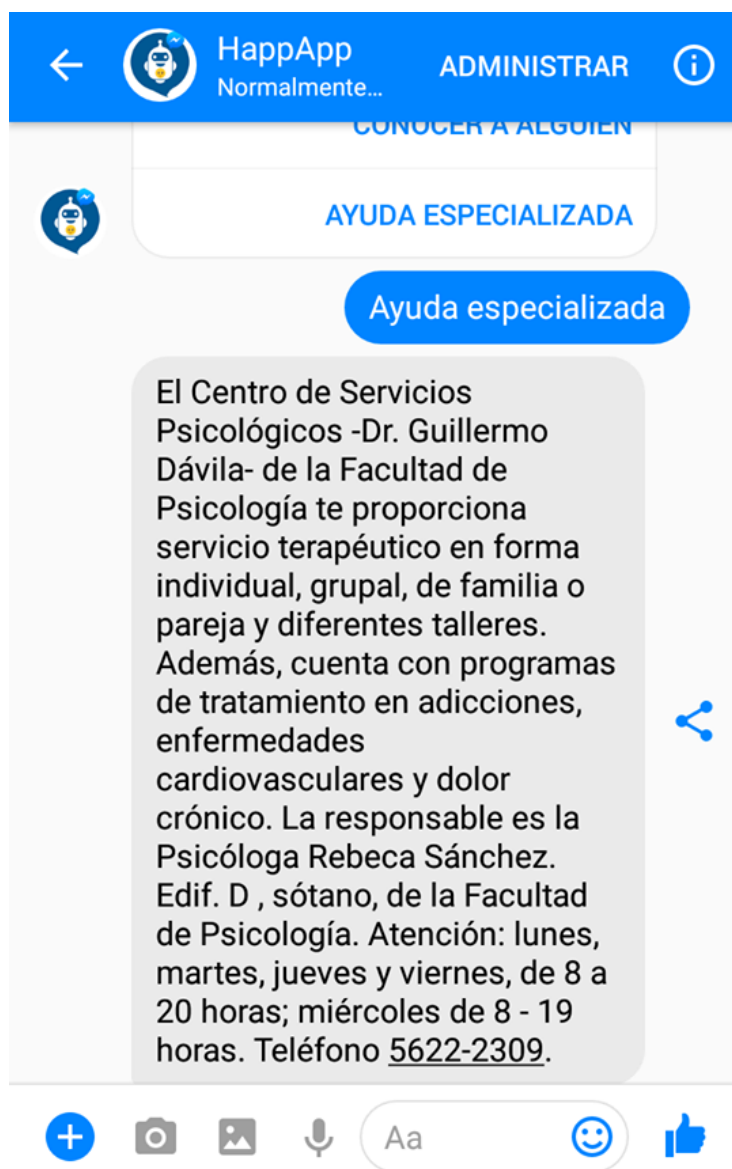 HappApp
Normalmente...
ADMINISTRAR
CONOCER A ALGUIEN
AYUDA ESPECIALIZADA
Ayuda especializada
El Centro de Servicios
Psicológicos -Dr. Guillermo
Dávila- de la Facultad de
Psicología te proporciona
servicio terapéutico en forma
individual, grupal, de familia o
pareja y diferentes talleres.
Además, cuenta con programas
de tratamiento en adicciones,
enfermedades
cardiovasculares y dolor
crónico. La responsable es la
Psicóloga Rebeca Sánchez.
Edif. D , sótano, de la Facultad
de Psicología. Atención: lunes,
martes, jueves y viernes, de 8 a
20 horas; miércoles de 8 - 19
horas. Teléfono 5622-2309.
Aa